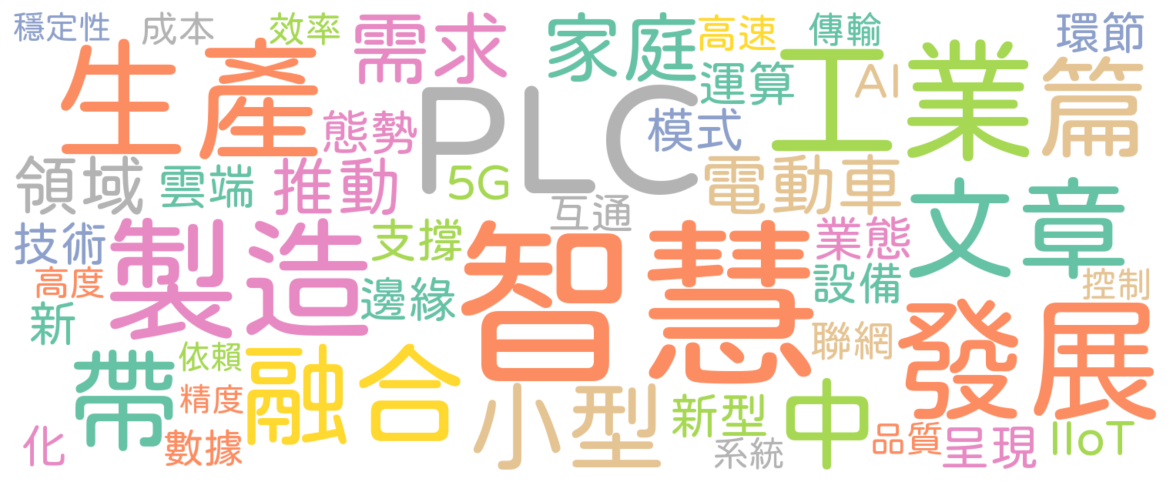 穩定性
成本
效率
需求
家庭
高速
傳輸
環節
生產
PLC
運算
工業
AI
篇
態勢
模式
領域
雲端
推動
5G
電動車
互通
文章
技術
製造
支撐
智慧
業態
高度
邊緣
設備
控制
新
聯網
發展
帶
依賴
融合
精度
小型
新型
中
化
數據
系統
品質
呈現
IIoT